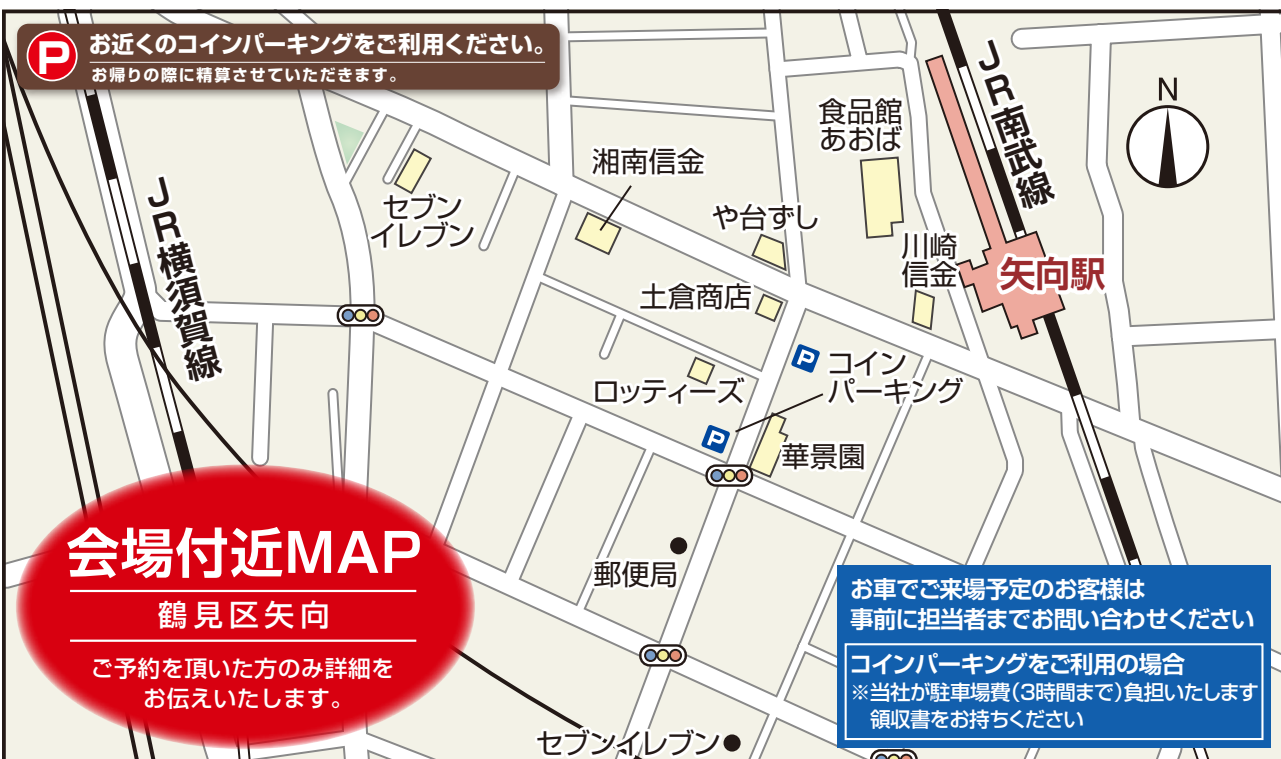 P
お近くのコインパーキングをご利用ください。
お帰りの際に精算させていただきます。
JR南武線
N
食品館
あおば
湘南信金
セブン
イレブン
や台ずし
川崎
信金
矢向駅
JR横須賀線
土倉商店
P
コイン
パーキング
ロッティーズ
P
華景園
会場付近MAP
鶴見区矢向
ご予約を頂いた方のみ詳細を
お伝えいたします。
郵便局
お車でご来場予定のお客様は
事前に担当者までお問い合わせください
コインパーキングをご利用の場合
※当社が駐車場費(3時間まで)負担いたします
領収書をお持ちください
セブンイレブン